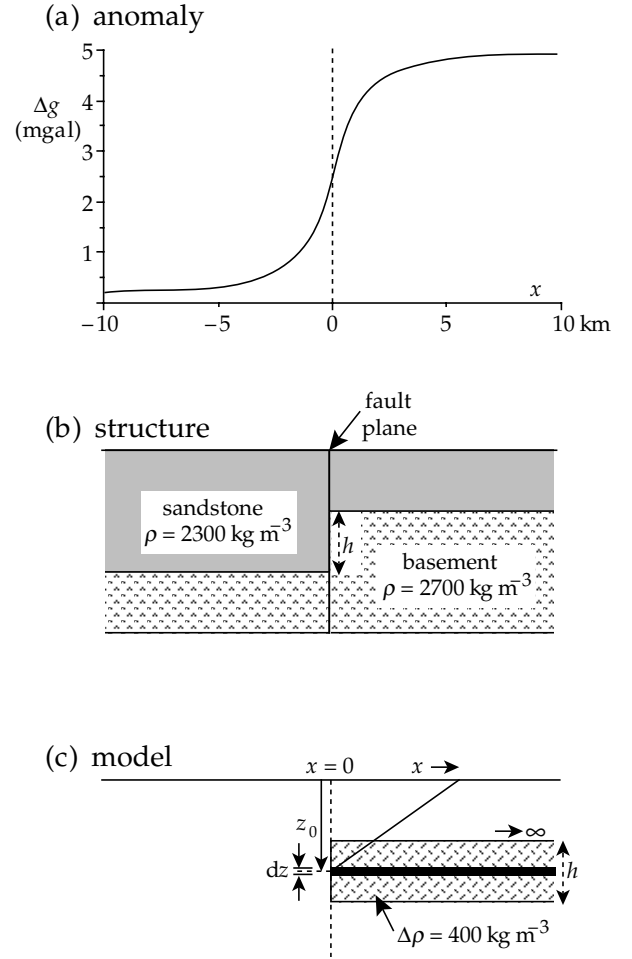 (a) anomaly
5
Δg
(mgal)
4
3
2
1
x
−10
−5
0
5
10 km
(b) structure
fault
plane
sandstone
ρ = 2300 kg m⁻³
h
basement
ρ = 2700 kg m⁻³
(c) model
x = 0
x
z₀
∞
dz
h
Δρ = 400 kg m⁻³